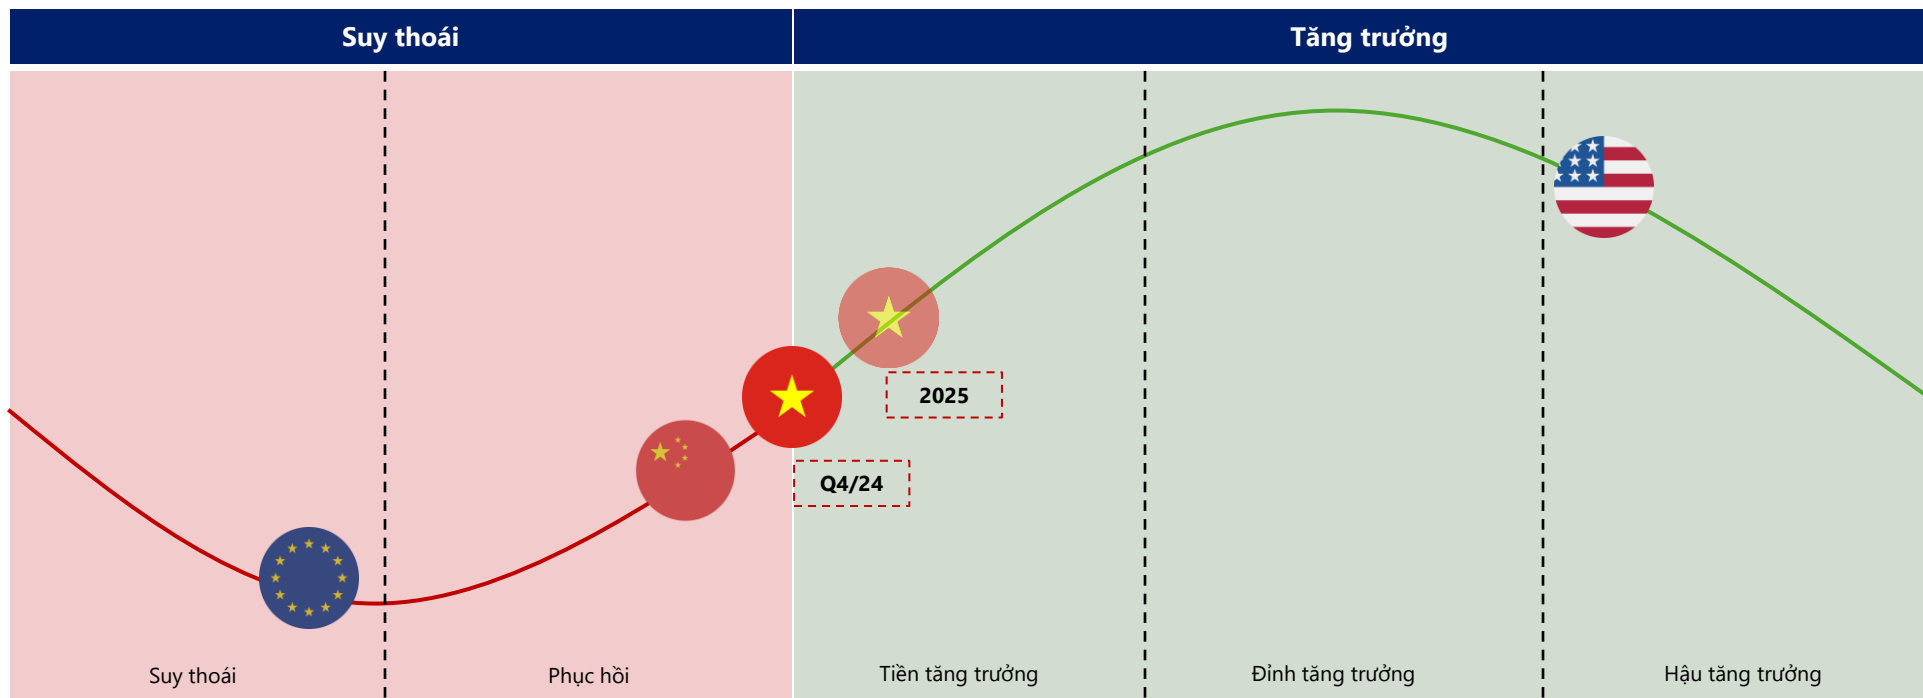 Suy thoái
Tăng trưởng
2025
Q4/24
Suy thoái
Phục hồi
Tiền tăng trưởng
Đỉnh tăng trưởng
Hậu tăng trưởng